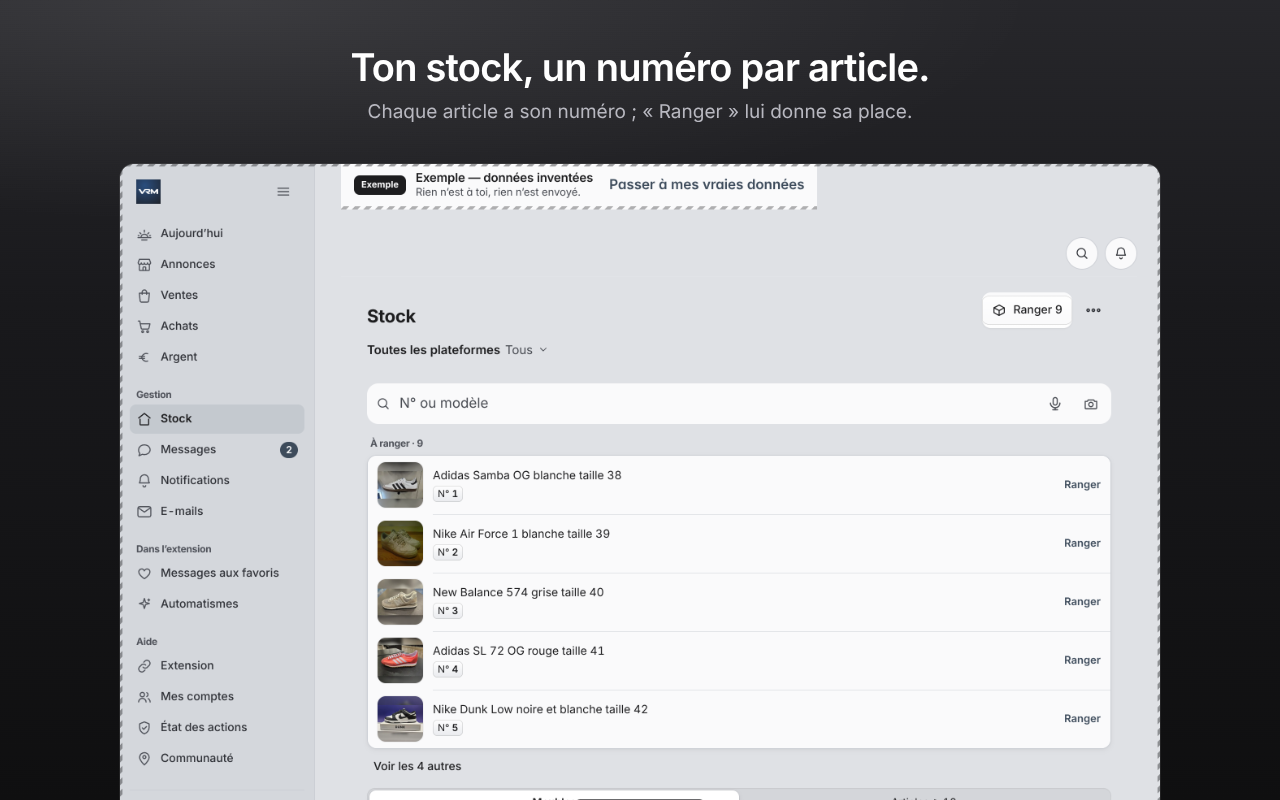 Ton stock, un numéro par article.
Chaque article a son numéro ; « Ranger » lui donne sa place.
VRM
Exemple
Exemple — données inventées
Rien n’est à toi, rien n’est envoyé.
Passer à mes vraies données
Aujourd’hui
Annonces
Ventes
Achats
Argent
Gestion
Stock
Messages
2
Notifications
E-mails
Dans l’extension
Messages aux favoris
Automatismes
Aide
Extension
Mes comptes
État des actions
Communauté
Stock
Ranger 9
Toutes les plateformes Tous
N° ou modèle
À ranger · 9
Adidas Samba OG blanche taille 38
N° 1
Ranger
Nike Air Force 1 blanche taille 39
N° 2
Ranger
New Balance 574 grise taille 40
N° 3
Ranger
Adidas SL 72 OG rouge taille 41
N° 4
Ranger
Nike Dunk Low noire et blanche taille 42
N° 5
Ranger
Voir les 4 autres